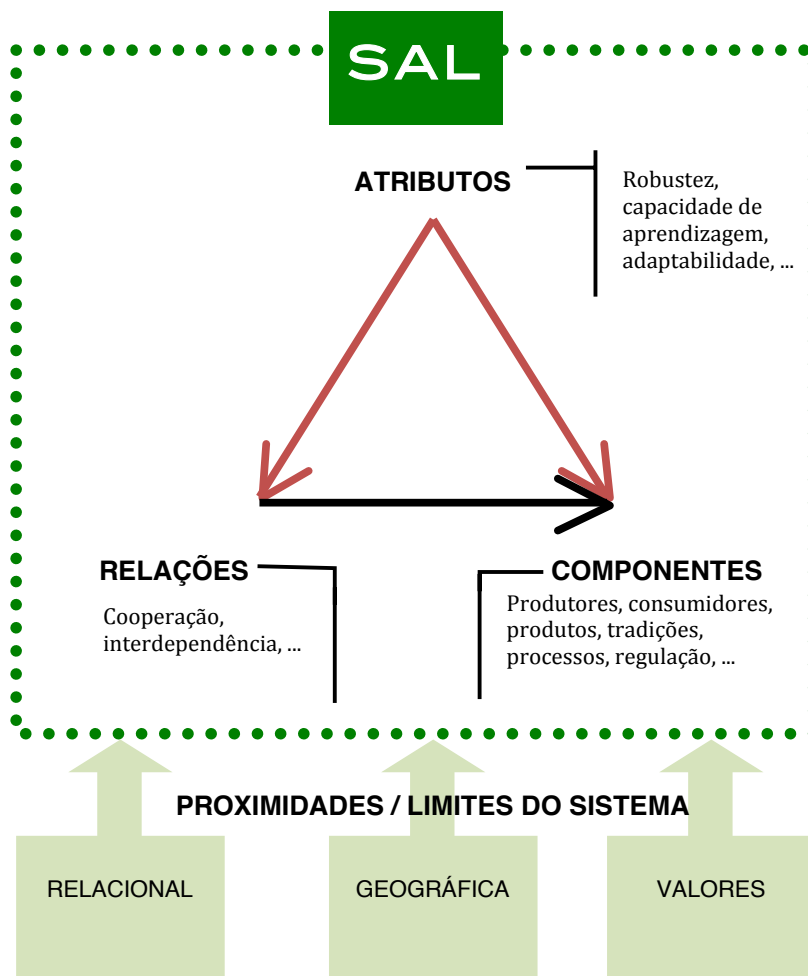 SAL
ATRIBUTOS
Robustez,
capacidade de
aprendizagem,
adaptabilidade, ...
RELAÇÕES
Cooperação,
interdependência, ...
COMPONENTES
Produtores, consumidores,
produtos, tradições,
processos, regulação, ...
PROXIMIDADES / LIMITES DO SISTEMA
RELACIONAL
GEOGRÁFICA
VALORES